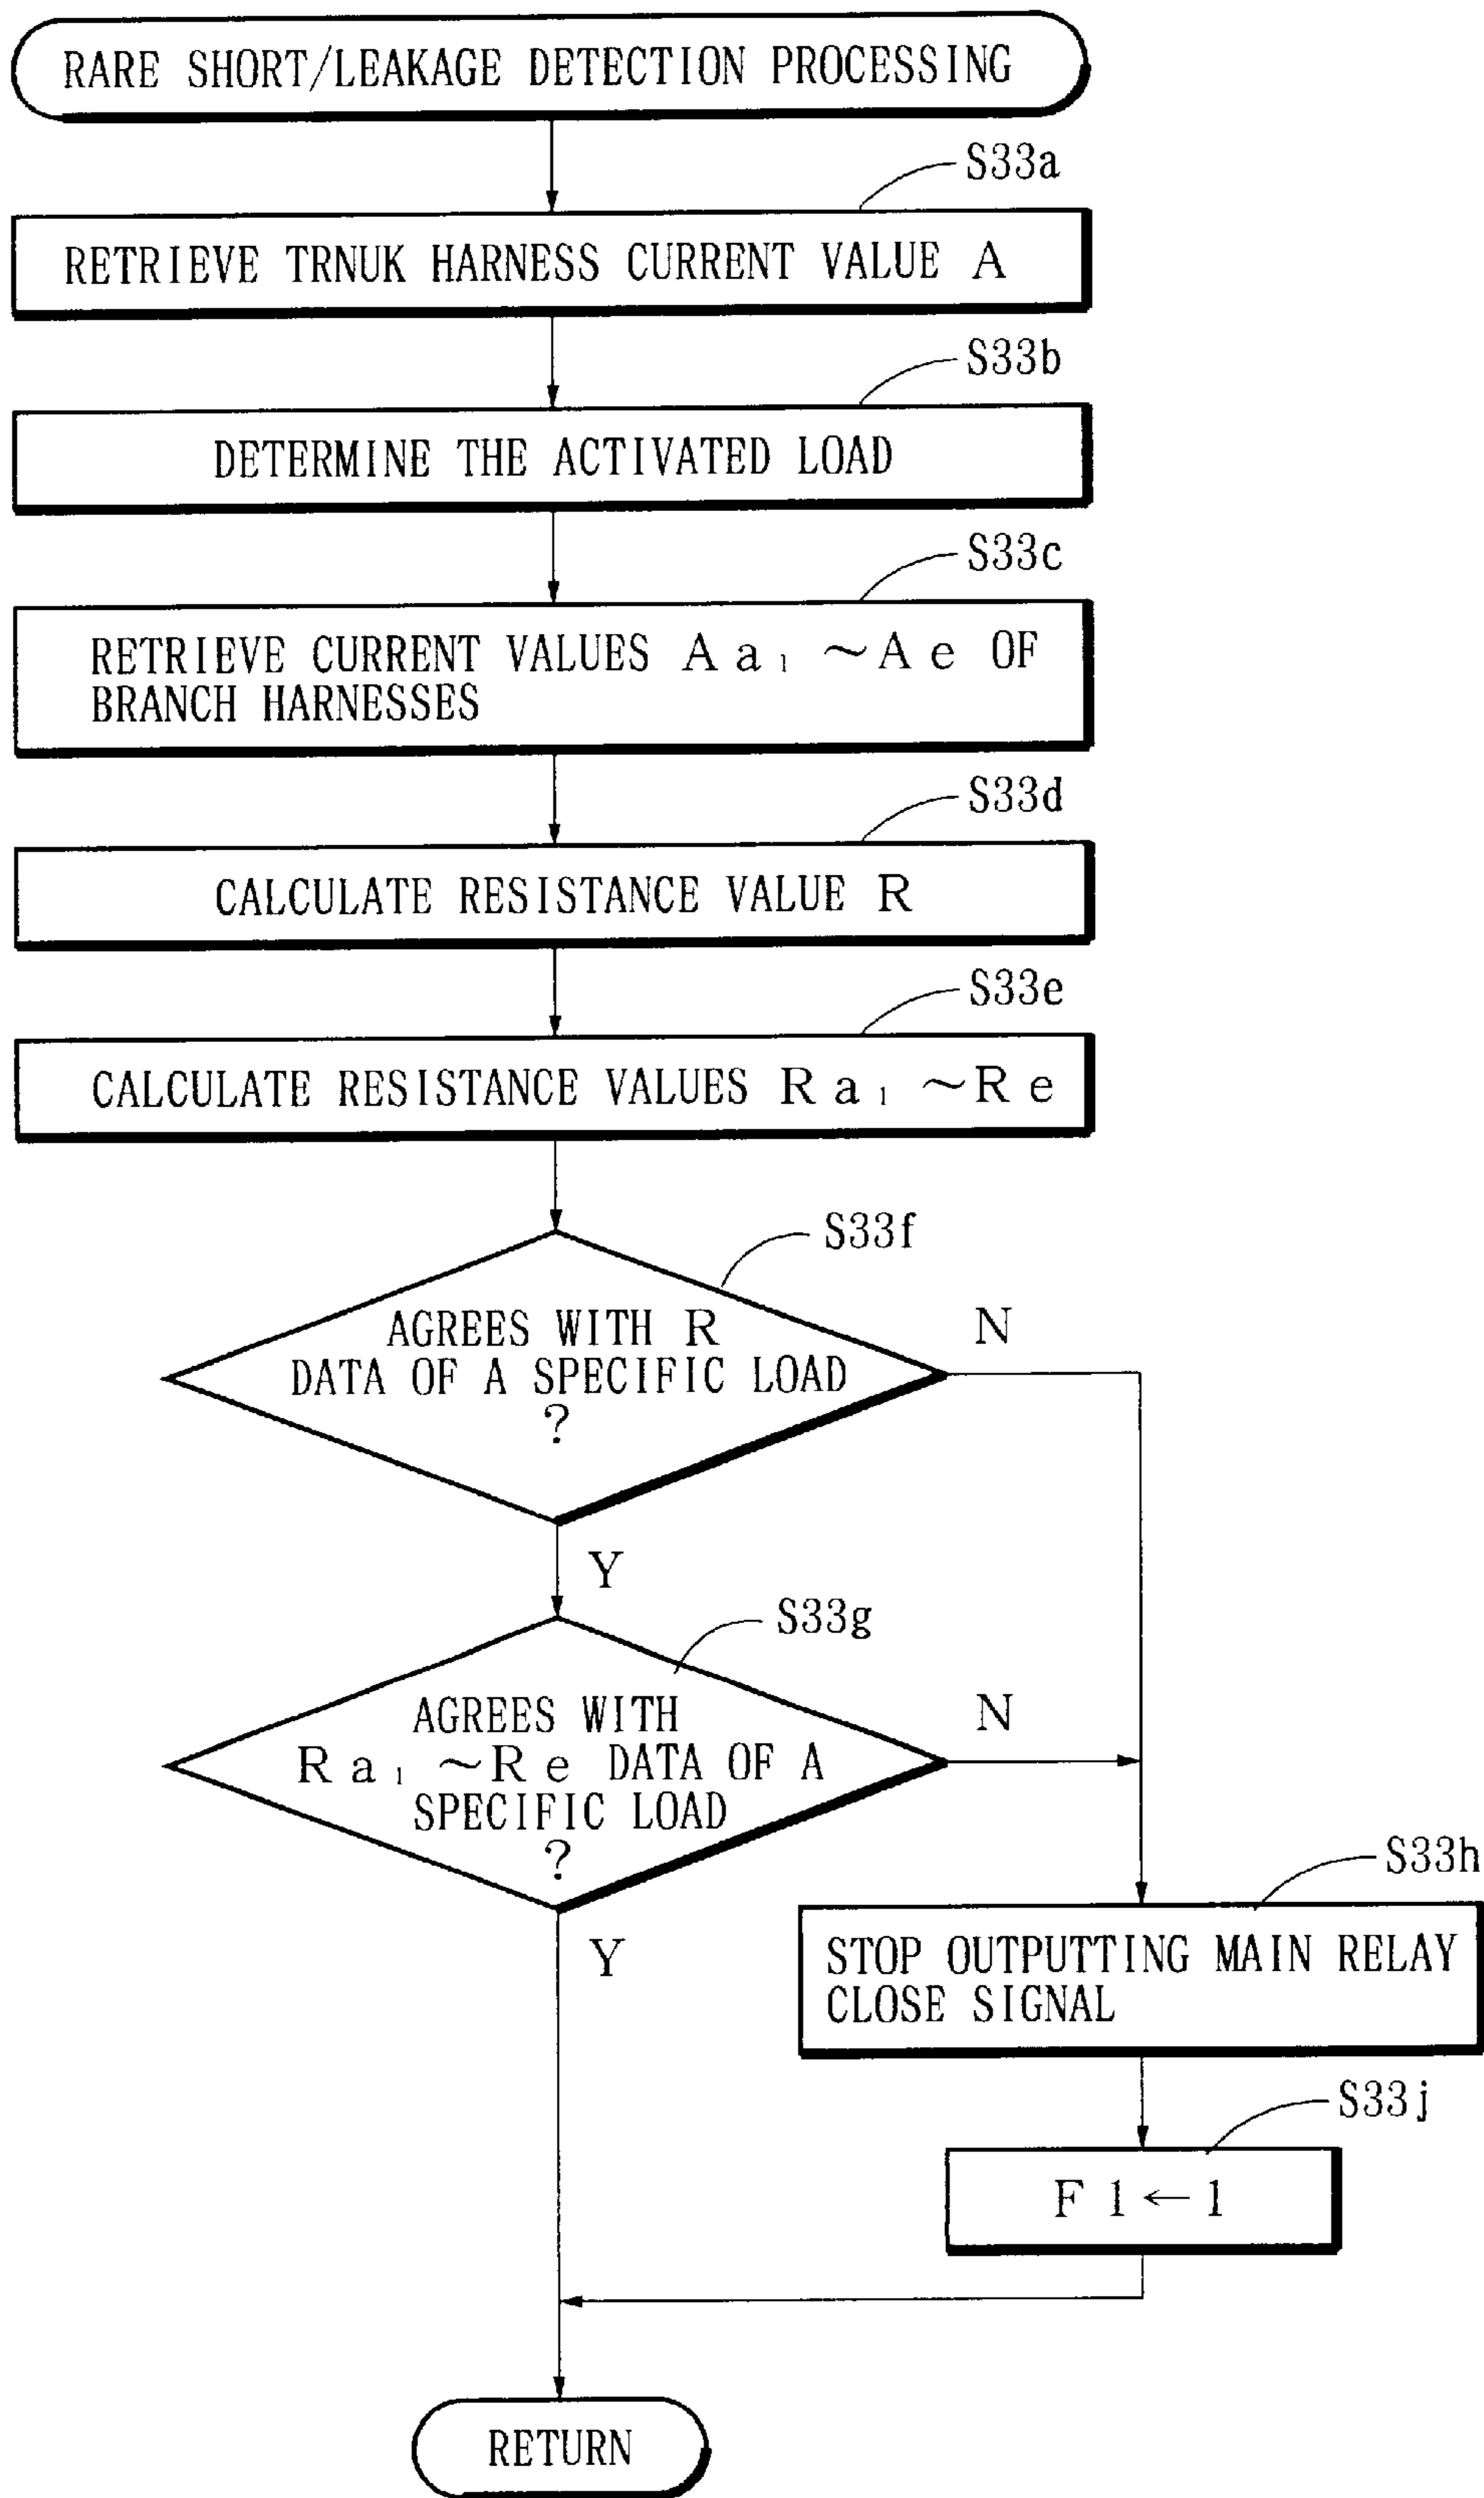 RARE SHORT/LEAKAGE DETECTION PROCESSING
S33a
RETRIEVE TRNUK HARNESS CURRENT VALUE A
S33b
DETERMINE THE ACTIVATED LOAD
S33c
RETRIEVE CURRENT VALUES Aa₁ ~Ae OF
BRANCH HARNESSES
S33d
CALCULATE RESISTANCE VALUE R
S33e
CALCULATE RESISTANCE VALUES Ra₁ ~Re
S33f
AGREES WITH R
DATA OF A SPECIFIC LOAD
?
N
Y
S33g
AGREES WITH
Ra₁ ~Re DATA OF A
SPECIFIC LOAD
?
N
Y
S33h
STOP OUTPUTTING MAIN RELAY
CLOSE SIGNAL
S33j
F1←1
RETURN